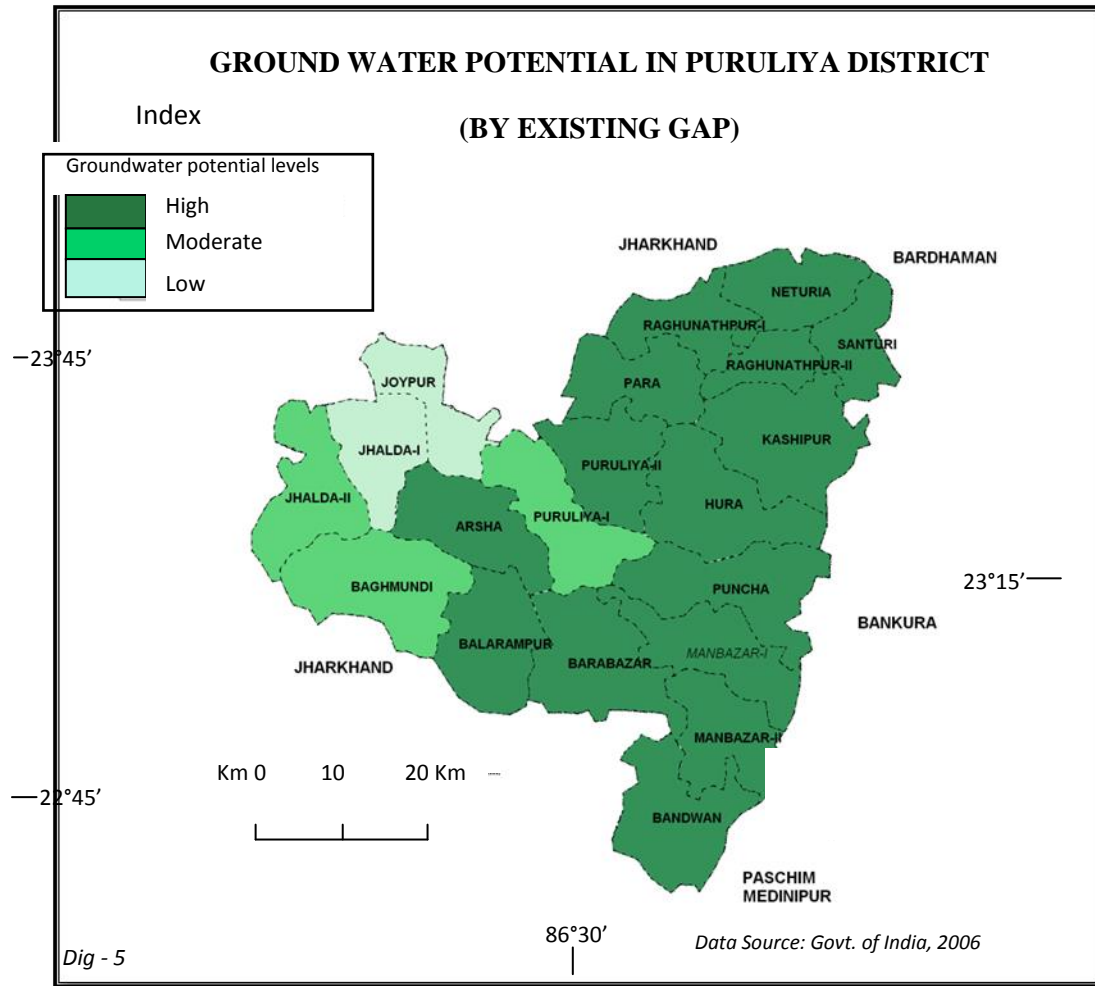 GROUND WATER POTENTIAL IN PURULIYA DISTRICT
(BY EXISTING GAP)
Index
Groundwater potential levels
High
Moderate
Low
JHARKHAND
BARDHAMAN
NETURIA
RAGHUNATHPUR-I
SANTURI
RAGHUNATHPUR-II
23°45’
PARA
JOYPUR
KASHIPUR
JHALDA-I
PURULIYA-II
JHALDA-II
HURA
PURULIYA-I
ARSHA
23°15’
BAGHMUNDI
PUNCHA
BANKURA
BALARAMPUR
MANBAZAR-I
BARABAZAR
JHARKHAND
MANBAZAR-II
Km 0 10 20 Km
22°45’
BANDWAN
PASCHIM
MEDINIPUR
86°30’
Data Source: Govt. of India, 2006
Dig - 5